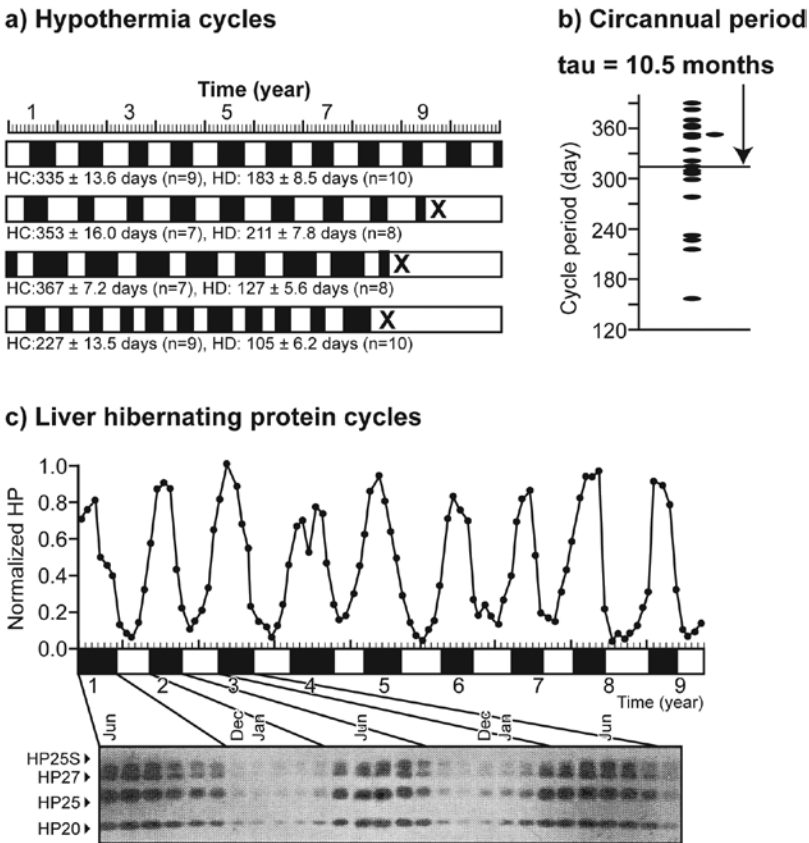 a) Hypothermia cycles
Time (year)
1 3 5 7 9
HC:335 ± 13.6 days (n=9), HD: 183 ± 8.5 days (n=10)
X
HC:353 ± 16.0 days (n=7), HD: 211 ± 7.8 days (n=8)
X
HC:367 ± 7.2 days (n=7), HD: 127 ± 5.6 days (n=8)
X
HC:227 ± 13.5 days (n=9), HD: 105 ± 6.2 days (n=10)
b) Circannual period
tau = 10.5 months
Cycle period (day)
360
300
240
180
120
c) Liver hibernating protein cycles
Normalized HP
1.0
0.8
0.6
0.4
0.2
0.0
1 2 3 4 5 6 7 8 9
Time (year)
Jun Dec Jan Jun Dec Jan Jun
HP25S
HP27
HP25
HP20